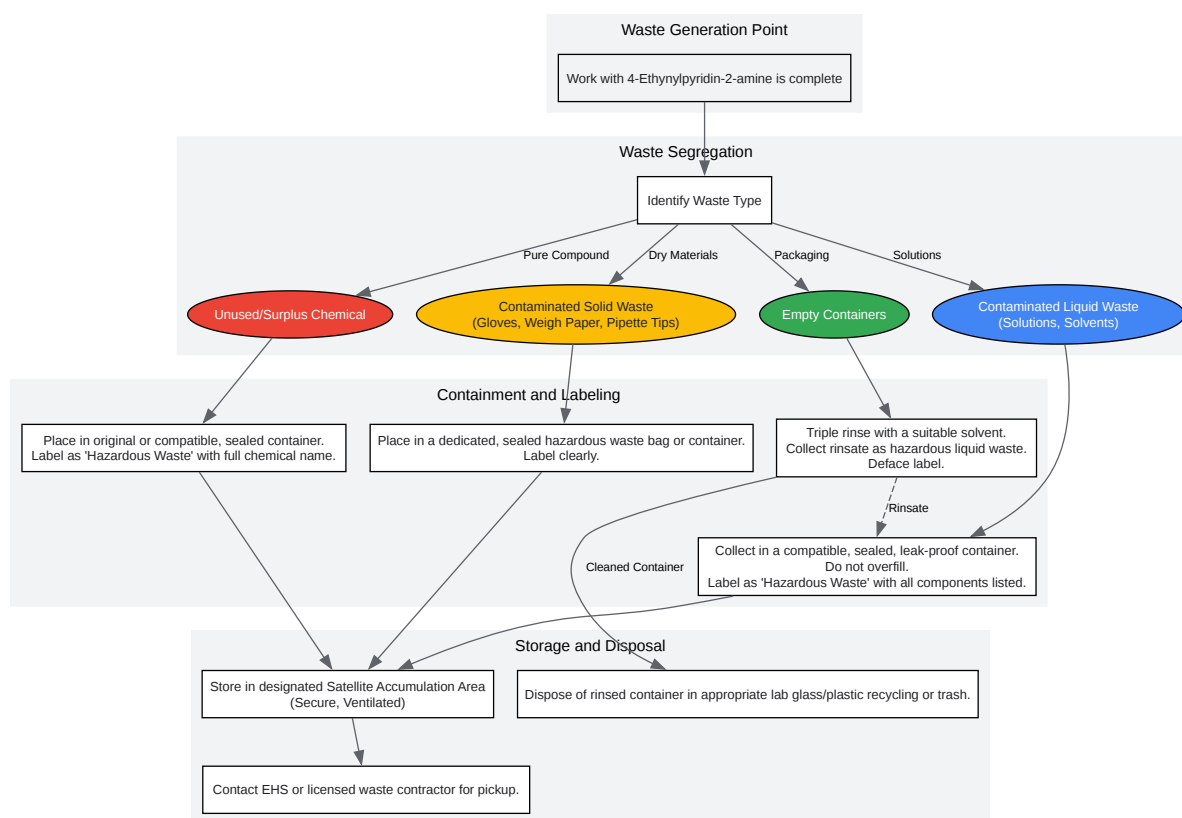 Waste Generation Point
Work with 4-Ethynylpyridin-2-amine is complete
Waste Segregation
Identify Waste Type
Pure Compound
Dry Materials
Packaging
Solutions
Unused/Surplus Chemical
Contaminated Solid Waste
(Gloves, Weigh Paper, Pipette Tips)
Empty Containers
Contaminated Liquid Waste
(Solutions, Solvents)
Containment and Labeling
Place in original or compatible, sealed container.
Label as 'Hazardous Waste' with full chemical name.
Place in a dedicated, sealed hazardous waste bag or container.
Label clearly.
Triple rinse with a suitable solvent.
Collect rinsate as hazardous liquid waste.
Deface label.
Rinsate
Cleaned Container
Collect in a compatible, sealed, leak-proof container.
Do not overfill.
Label as 'Hazardous Waste' with all components listed.
Storage and Disposal
Store in designated Satellite Accumulation Area
(Secure, Ventilated)
Dispose of rinsed container in appropriate lab glass/plastic recycling or trash.
Contact EHS or licensed waste contractor for pickup.